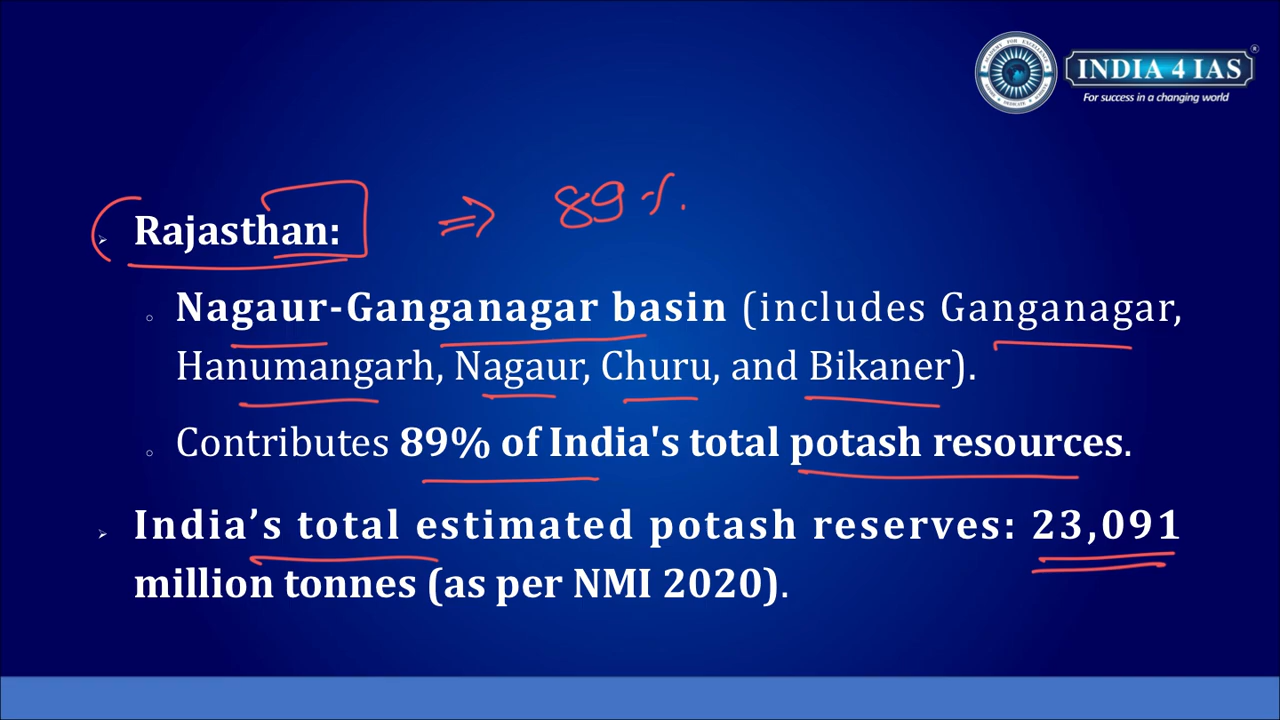 INDIA 4 IAS
For success in a changing world
Rajasthan: ⇒ 89%.
Nagaur-Ganganagar basin (includes Ganganagar,
Hanumangarh, Nagaur, Churu, and Bikaner).
Contributes 89% of India's total potash resources.
India’s total estimated potash reserves: 23,091
million tonnes (as per NMI 2020).